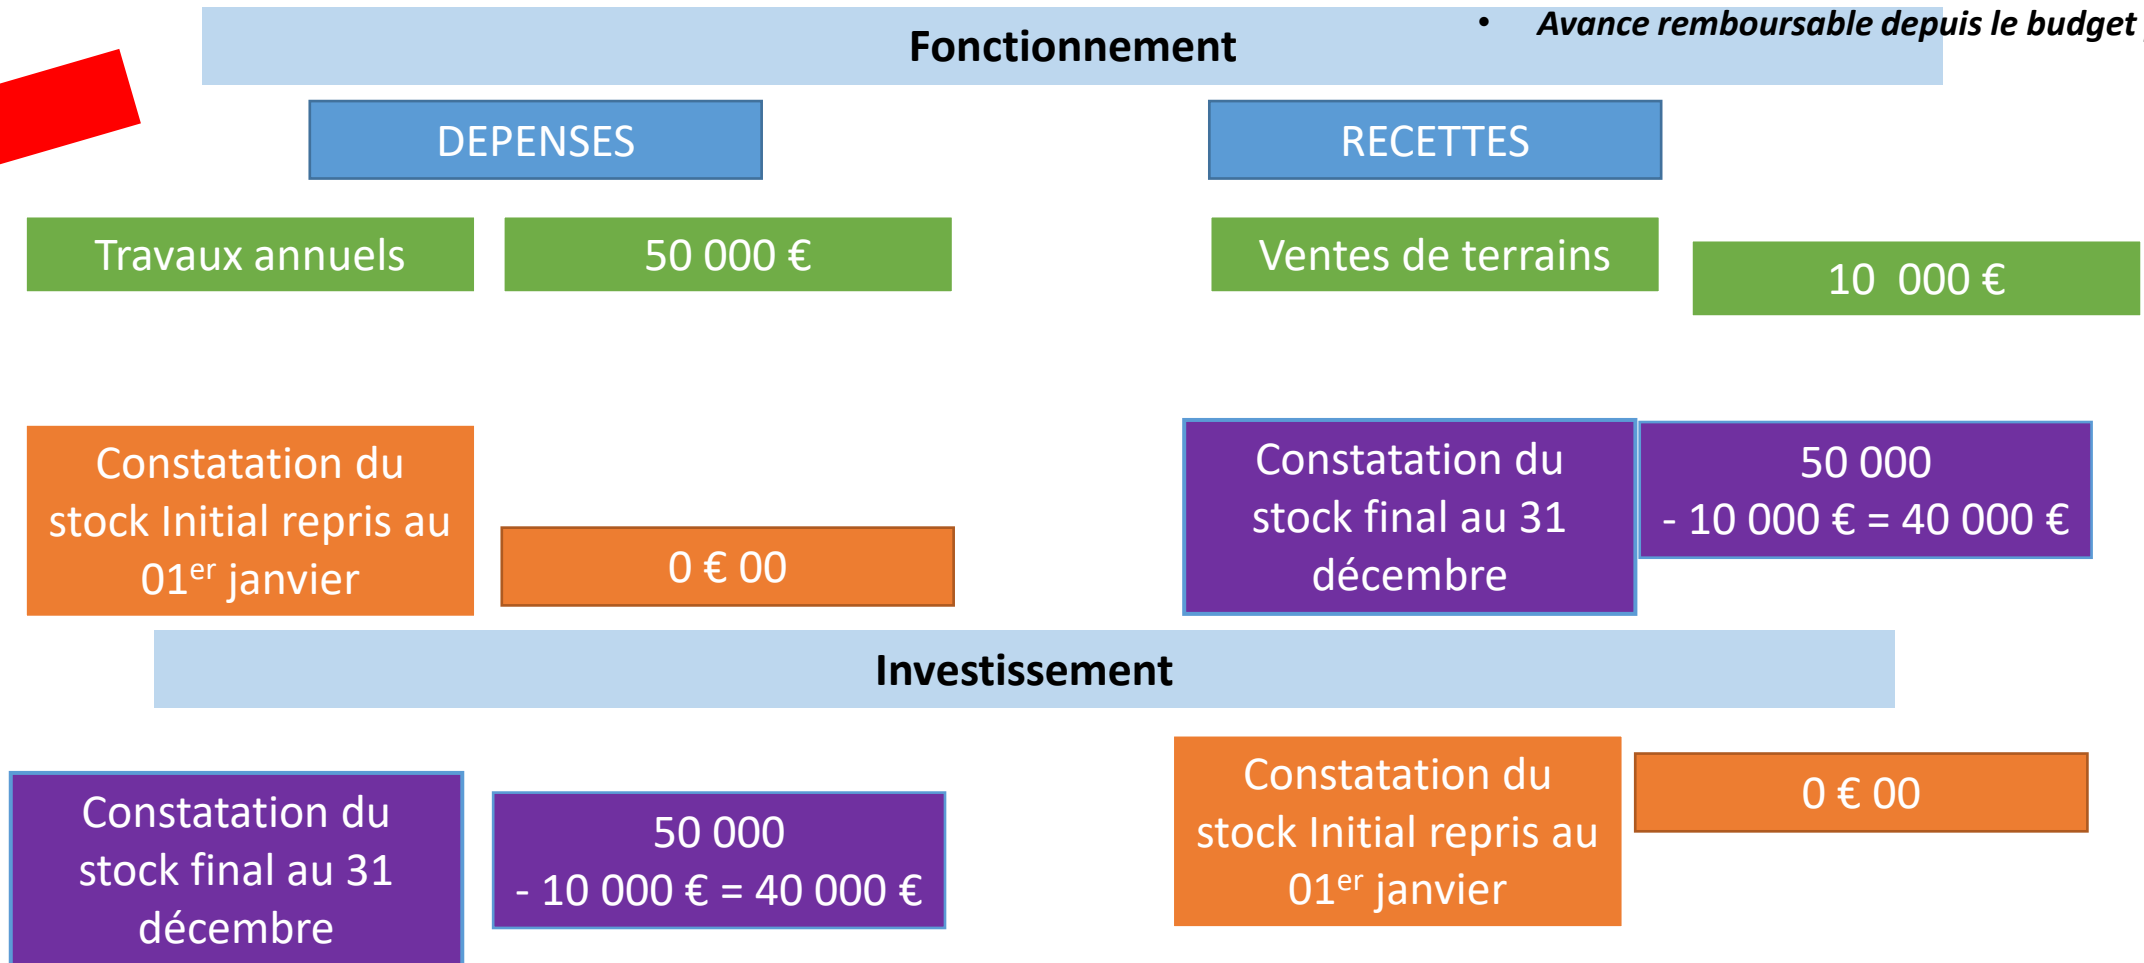 Fonctionnement
• Avance remboursable depuis le budget
DEPENSES
RECETTES
Travaux annuels
50 000 €
Ventes de terrains
10 000 €
Constatation du
stock Initial repris au
01er janvier
0 € 00
Constatation du
stock final au 31
décembre
50 000
- 10 000 € = 40 000 €
Investissement
Constatation du
stock final au 31
décembre
50 000
- 10 000 € = 40 000 €
Constatation du
stock Initial repris au
01er janvier
0 € 00